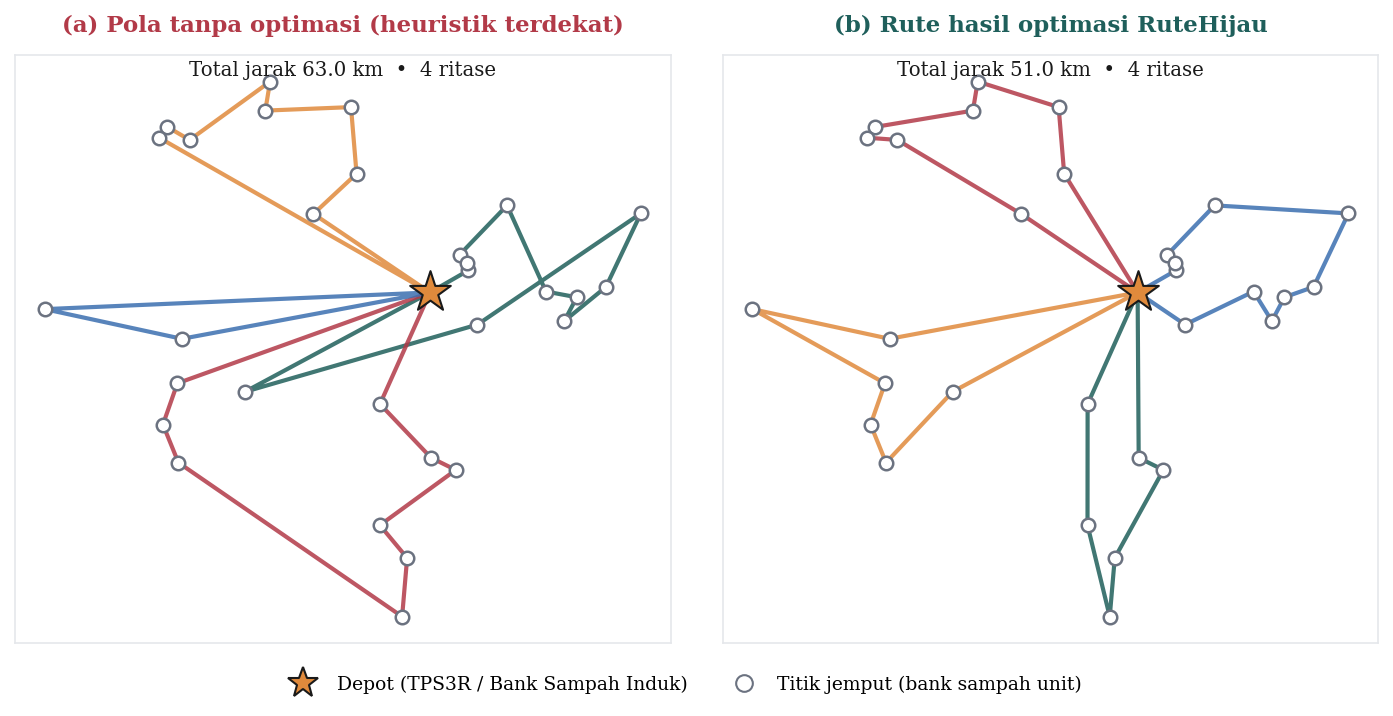 (a) Pola tanpa optimasi (heuristik terdekat)
Total jarak 63.0 km • 4 ritase
(b) Rute hasil optimasi RuteHijau
Total jarak 51.0 km • 4 ritase
Depot (TPS3R / Bank Sampah Induk)
Titik jemput (bank sampah unit)